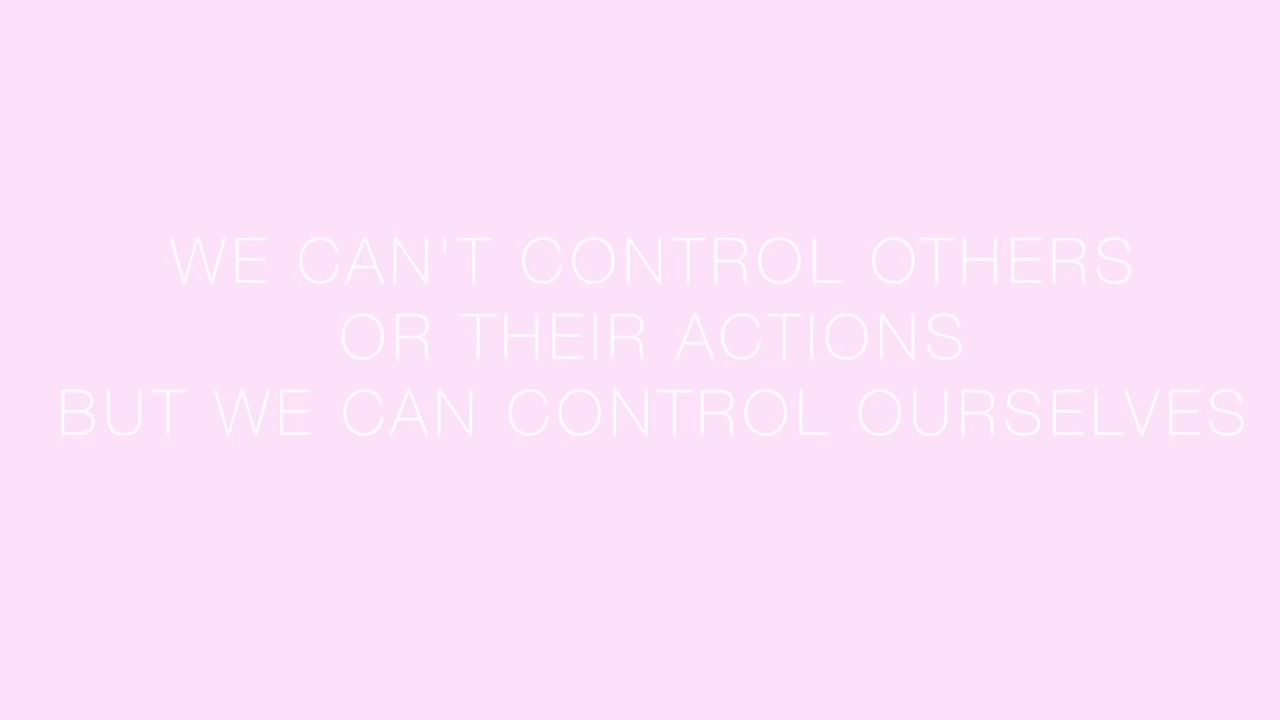 WE CAN'T CONTROL OTHERS
OR THEIR ACTIONS
BUT WE CAN CONTROL OURSELVES